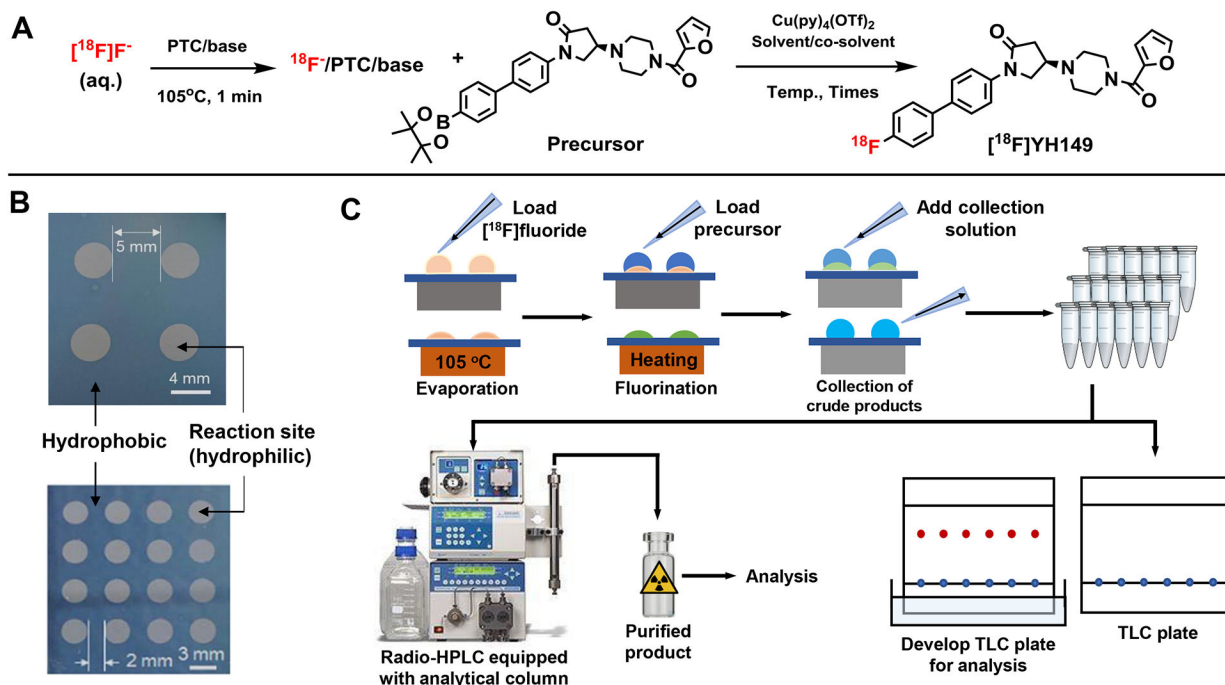 A
[¹⁸F]F⁻
(aq.)
PTC/base
105°C, 1 min
¹⁸F⁻/PTC/base
+
O
N
N
N
O
O
B
O
O
Precursor
Cu(py)₄(OTf)₂
Solvent/co-solvent
Temp., Times
O
N
N
N
O
O
¹⁸F
[¹⁸F]YH149
B
5 mm
4 mm
Hydrophobic
Reaction site
(hydrophilic)
2 mm
3 mm
C
Load
[¹⁸F]fluoride
Load
precursor
Add collection
solution
105 °C
Evaporation
Heating
Fluorination
Collection of
crude products
Radio-HPLC equipped
with analytical column
Purified
product
Analysis
Develop TLC plate
for analysis
TLC plate